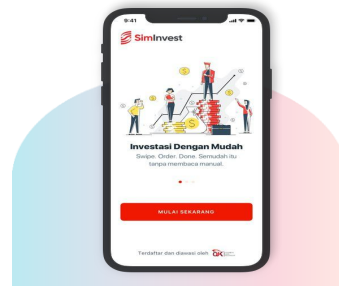 9:41
SimInvest
Investasi Dengan Mudah
Swipe. Order. Done. Semudah itu
tanpa membaca manual.
MULAI SEKARANG
Terdaftar dan diawasi oleh